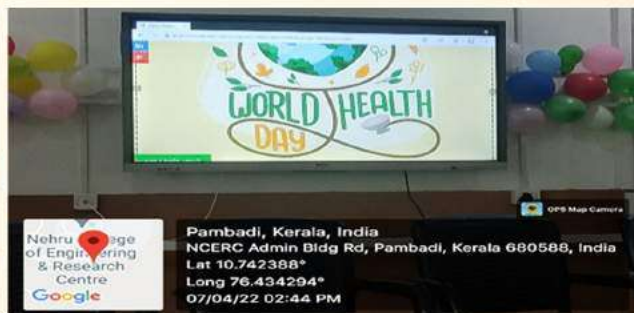 WORLD HEALTH
DAY
GPS Map Camera
Nehru College
of Engineering
& Research
Centre
Google
Pambadi, Kerala, India
NCERC Admin Bldg Rd, Pambadi, Kerala 680588, India
Lat 10.742388°
Long 76.434294°
07/04/22 02:44 PM